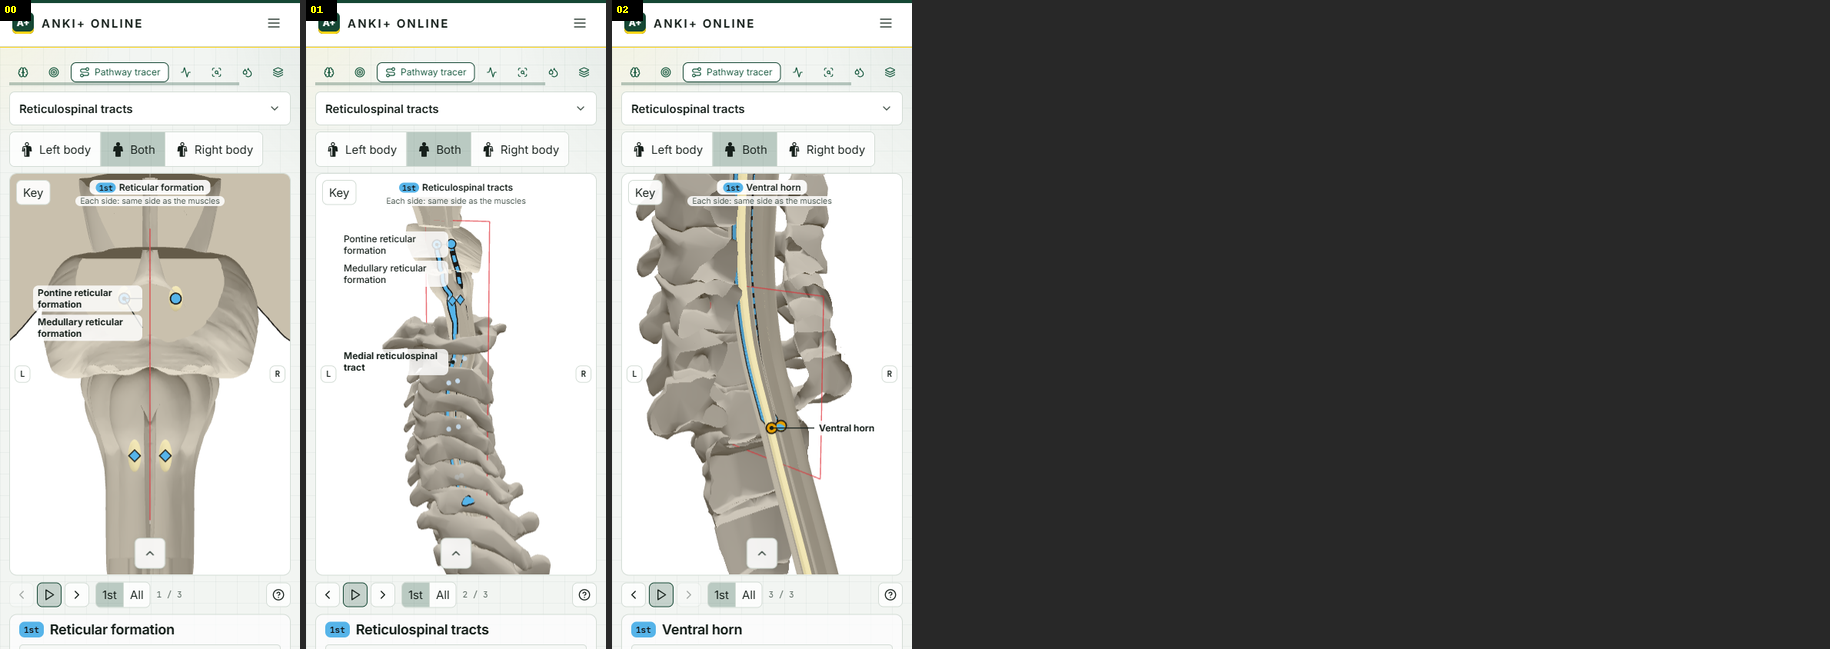 00
A+ ANKI+ ONLINE
Pathway tracer
Reticulospinal tracts
Left body Both Right body
Key
1st Reticular formation
Each side: same side as the muscles
Pontine reticular
formation
Medullary reticular
formation
L R
1st All 1 / 3
1st Reticular formation
01
A+ ANKI+ ONLINE
Pathway tracer
Reticulospinal tracts
Left body Both Right body
Key
1st Reticulospinal tracts
Each side: same side as the muscles
Pontine reticular
formation
Medullary reticular
formation
Medial reticulospinal
tract
L R
1st All 2 / 3
1st Reticulospinal tracts
02
A+ ANKI+ ONLINE
Pathway tracer
Reticulospinal tracts
Left body Both Right body
Key
1st Ventral horn
Each side: same side as the muscles
L R
Ventral horn
1st All 3 / 3
1st Ventral horn